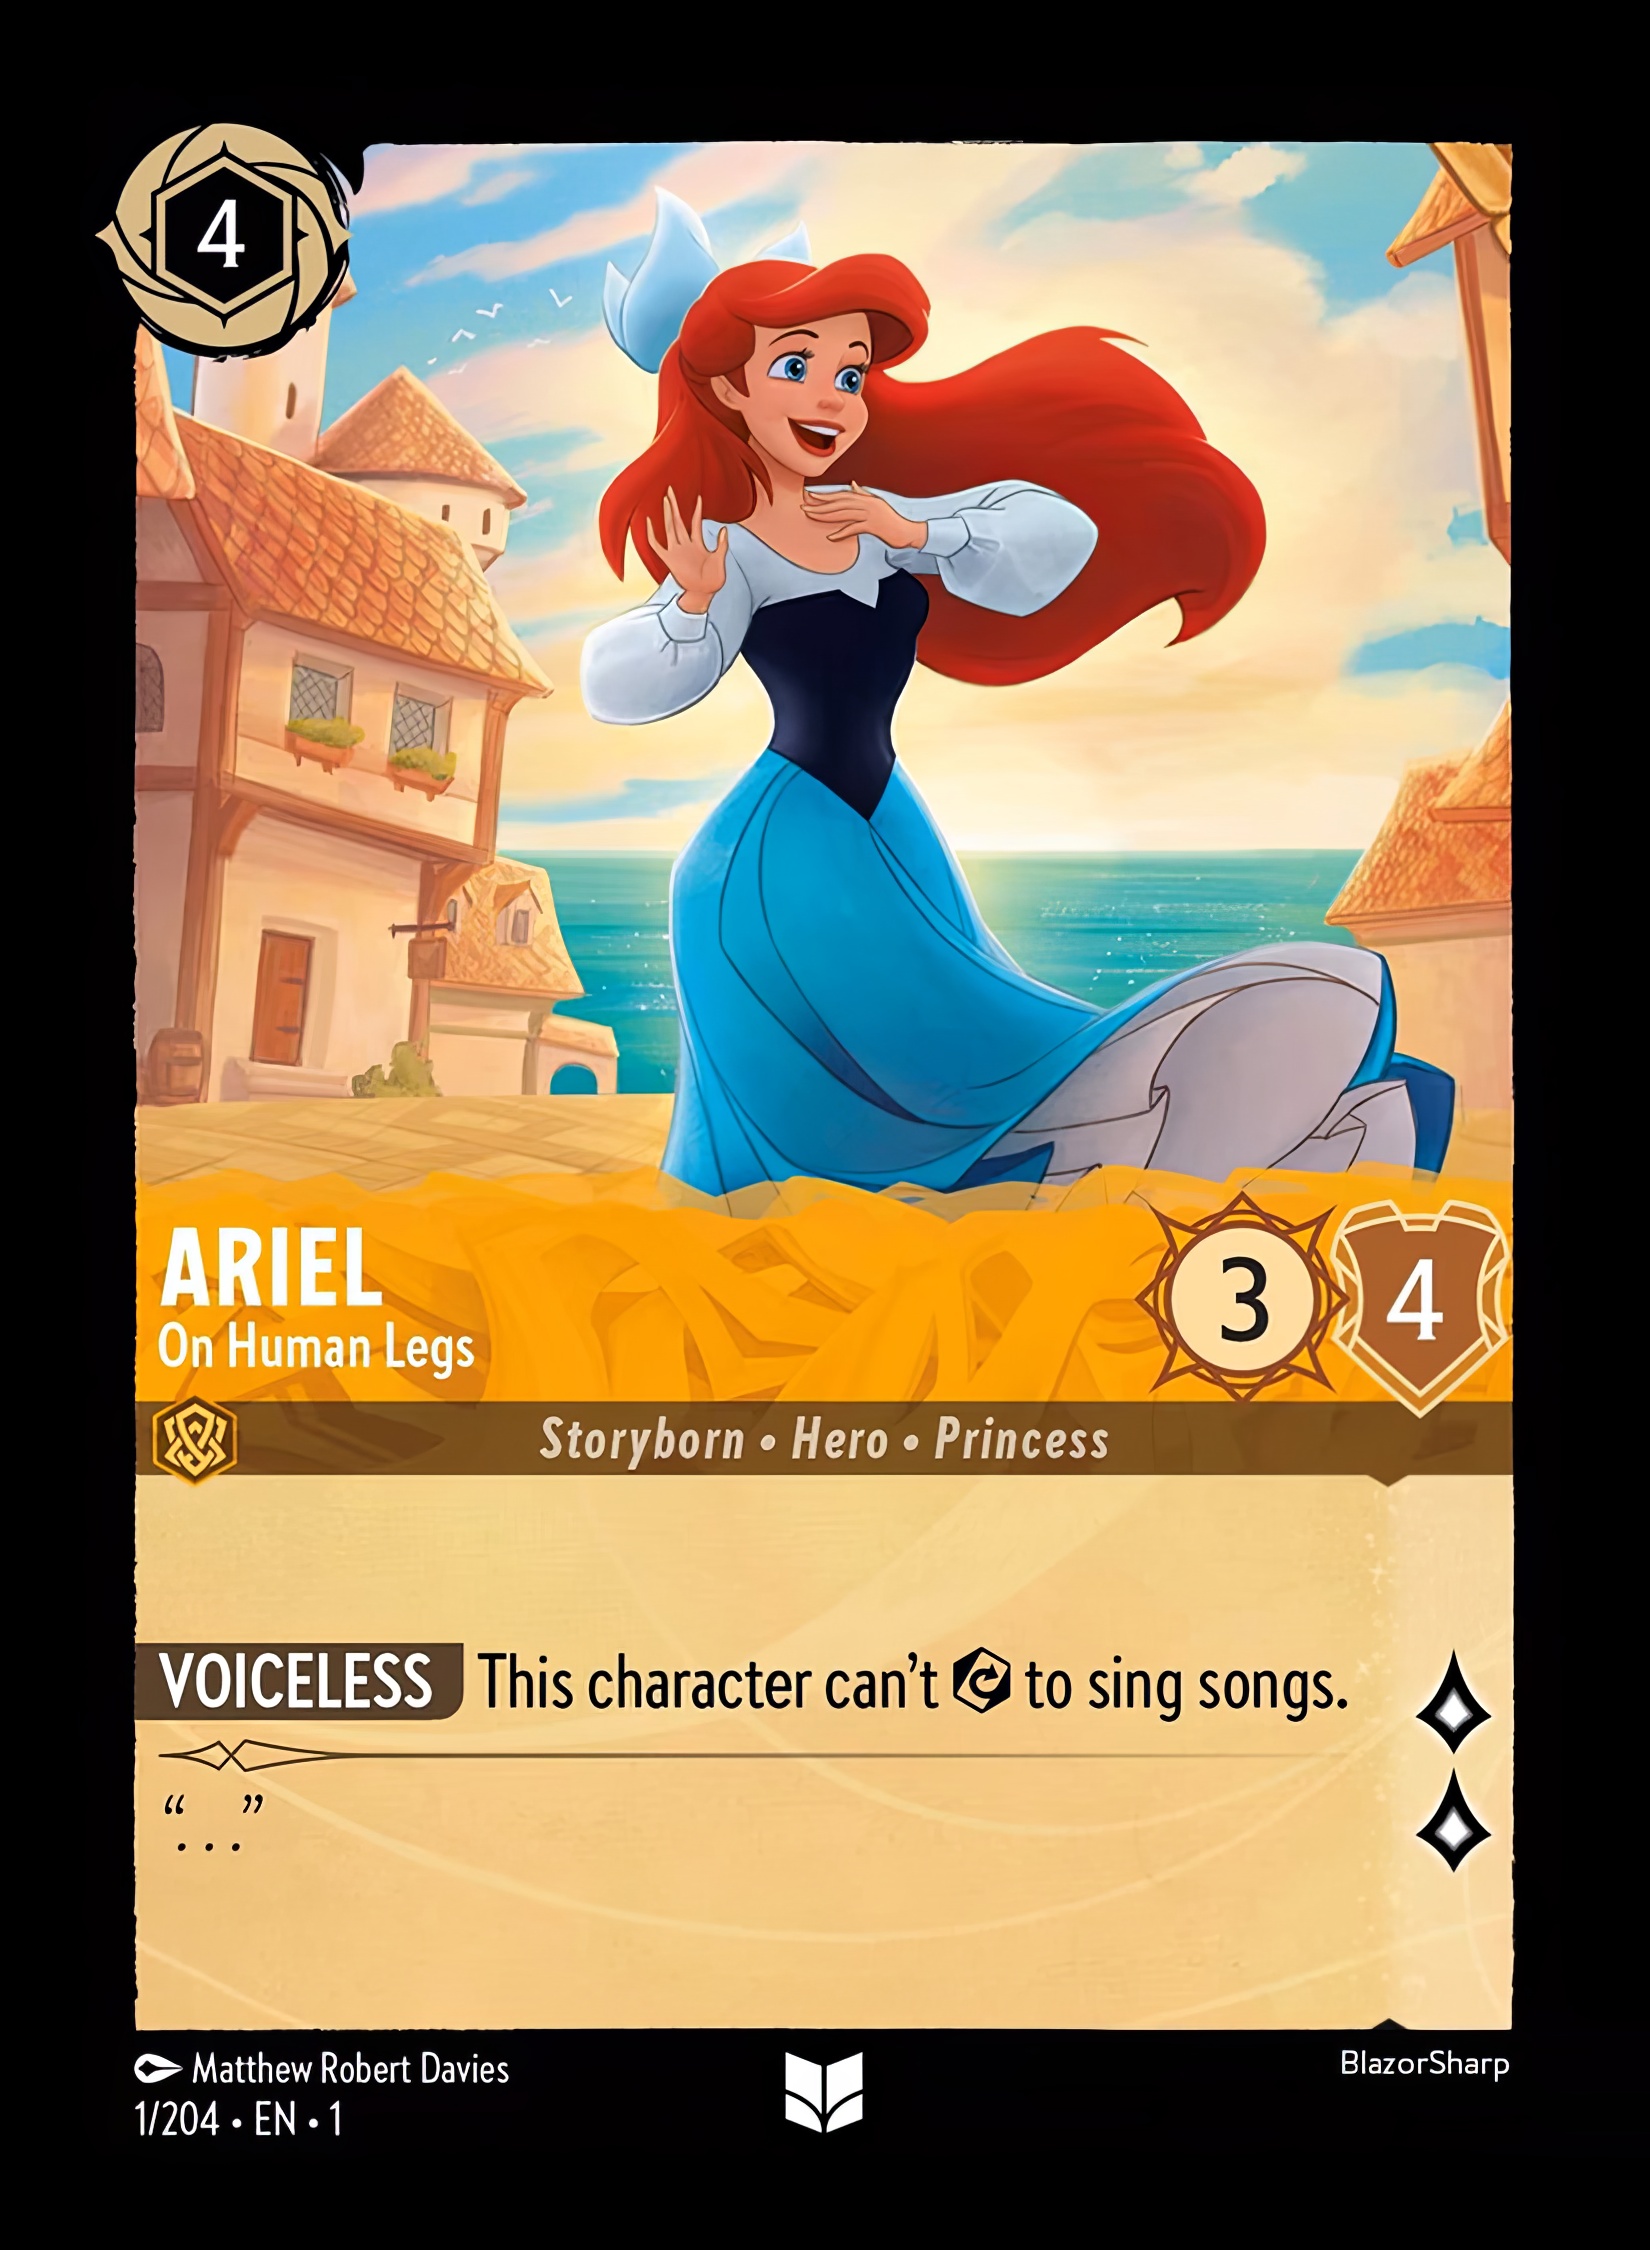 4
ARIEL
On Human Legs
3
4
Storyborn • Hero • Princess
VOICELESS This character can't to sing songs.
“...”
Matthew Robert Davies
BlazorSharp
1/204 • EN • 1